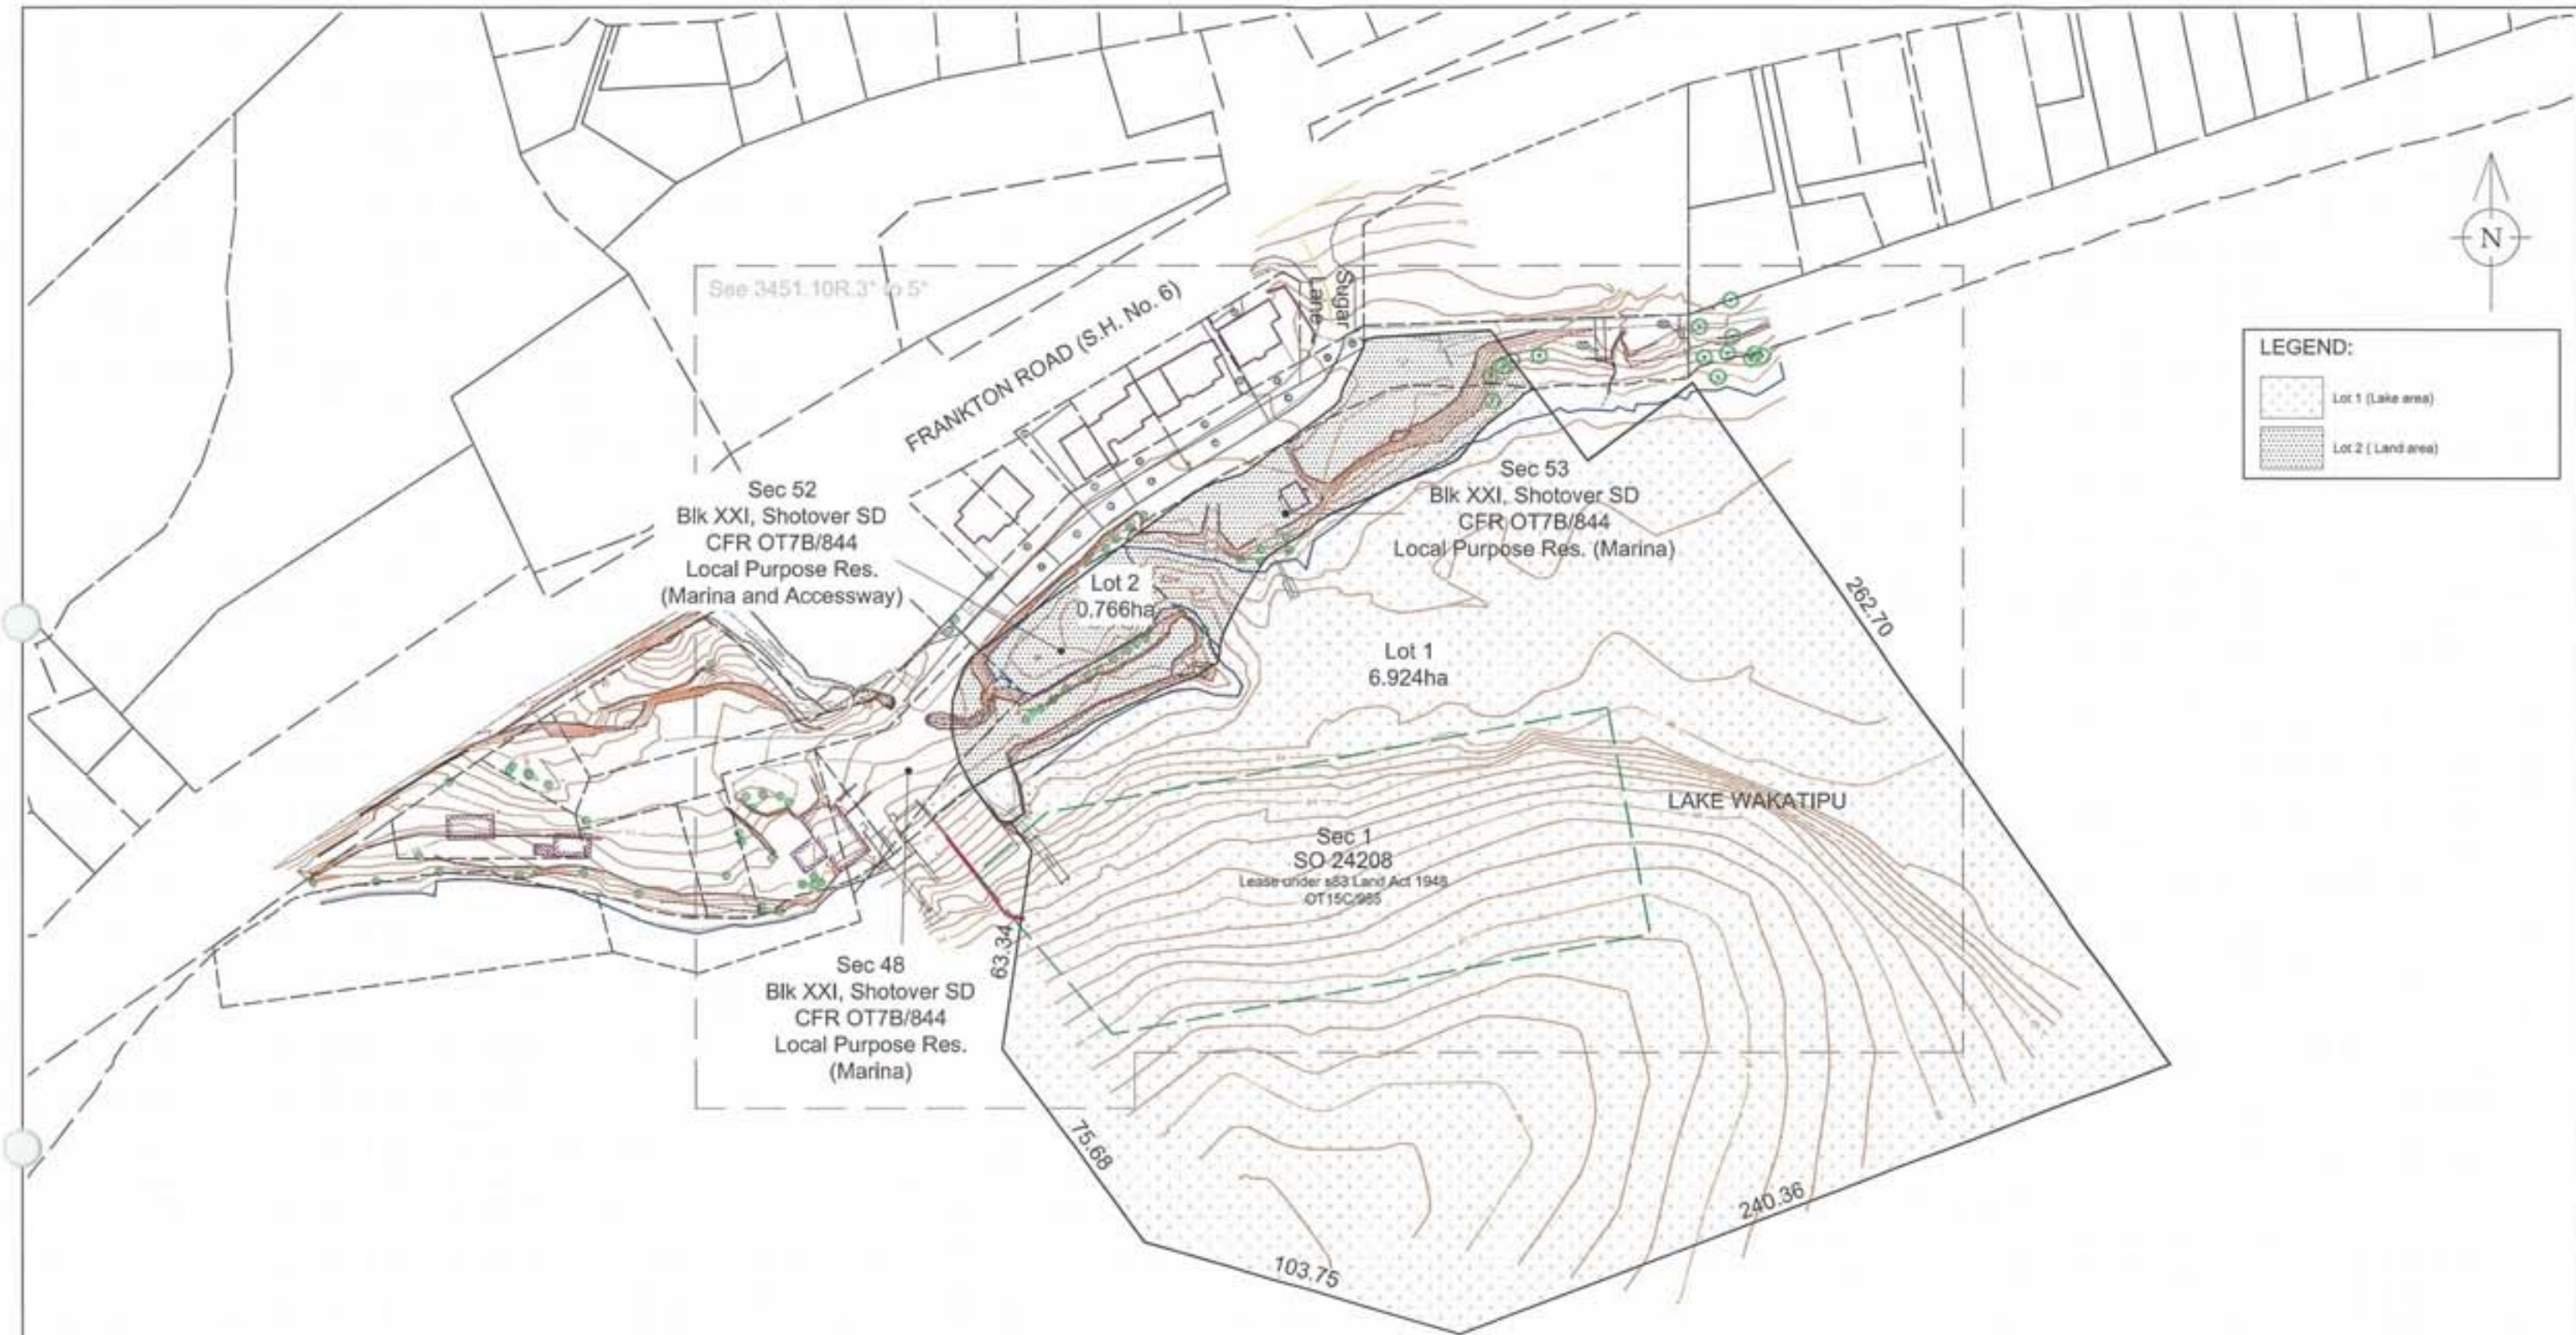 See 3451.10R.3* to 5*
FRANKTON ROAD (S.H. No. 6)
Sugar
Lane
N
LEGEND:
Lot 1 (Lake area)
Lot 2 ( Land area)
Sec 52
Blk XXI, Shotover SD
CFR OT7B/844
Local Purpose Res.
(Marina and Accessway)
Sec 53
Blk XXI, Shotover SD
CFR OT7B/844
Local Purpose Res. (Marina)
Lot 2
0.766ha
262.70
Lot 1
6.924ha
LAKE WAKATIPU
Sec 1
SO 24208
Lease under s83 Land Act 1948
OT15C/985
63.34
Sec 48
Blk XXI, Shotover SD
CFR OT7B/844
Local Purpose Res.
(Marina)
75.68
240.36
103.75